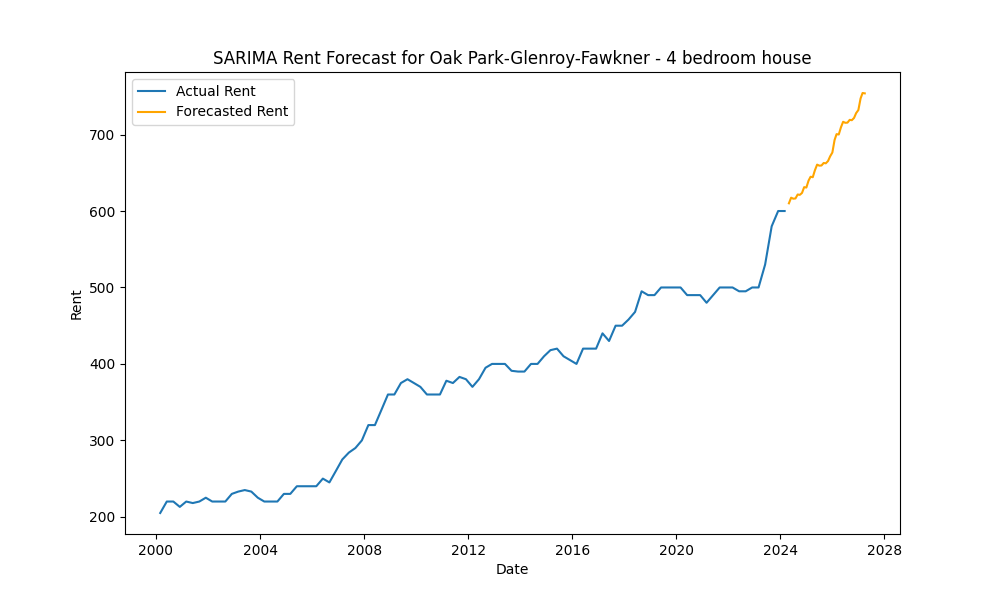 SARIMA Rent Forecast for Oak Park-Glenroy-Fawkner - 4 bedroom house
Actual Rent
Forecasted Rent
700
600
500
400
300
200
Rent
2000 2004 2008 2012 2016 2020 2024 2028
Date